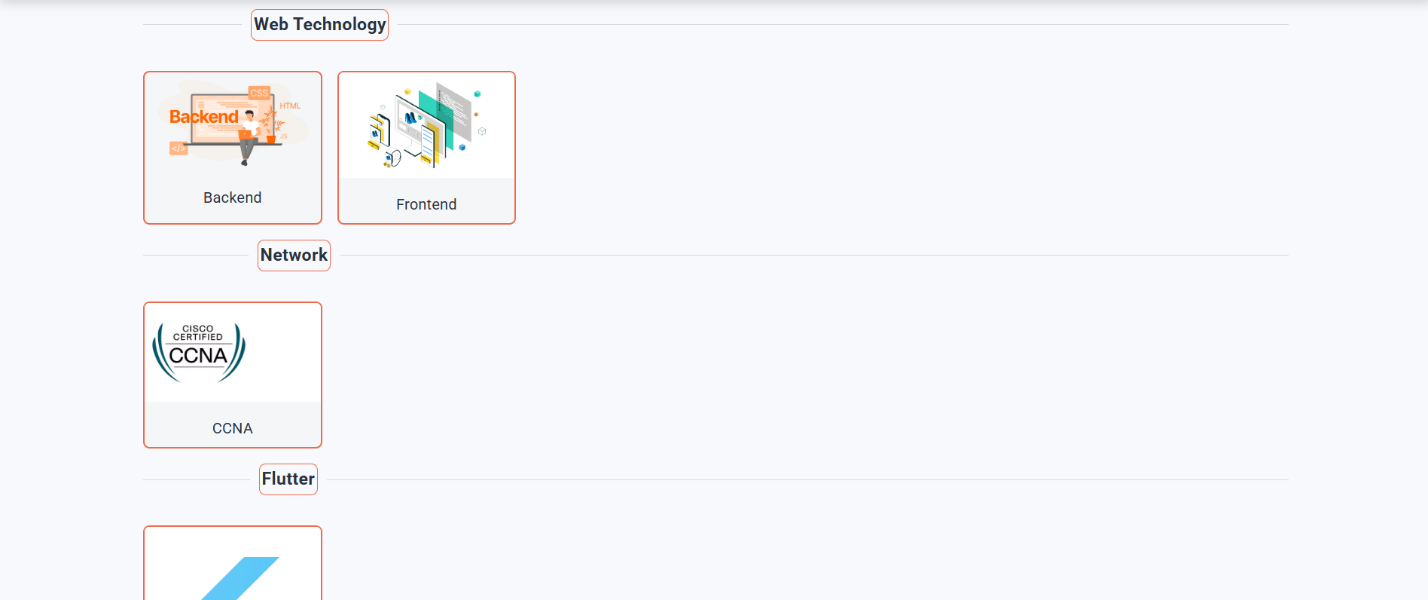 Web Technology
CSS
HTML
Backend
JS
</>
Backend
Frontend
Network
CISCO
CERTIFIED
CCNA
CCNA
Flutter